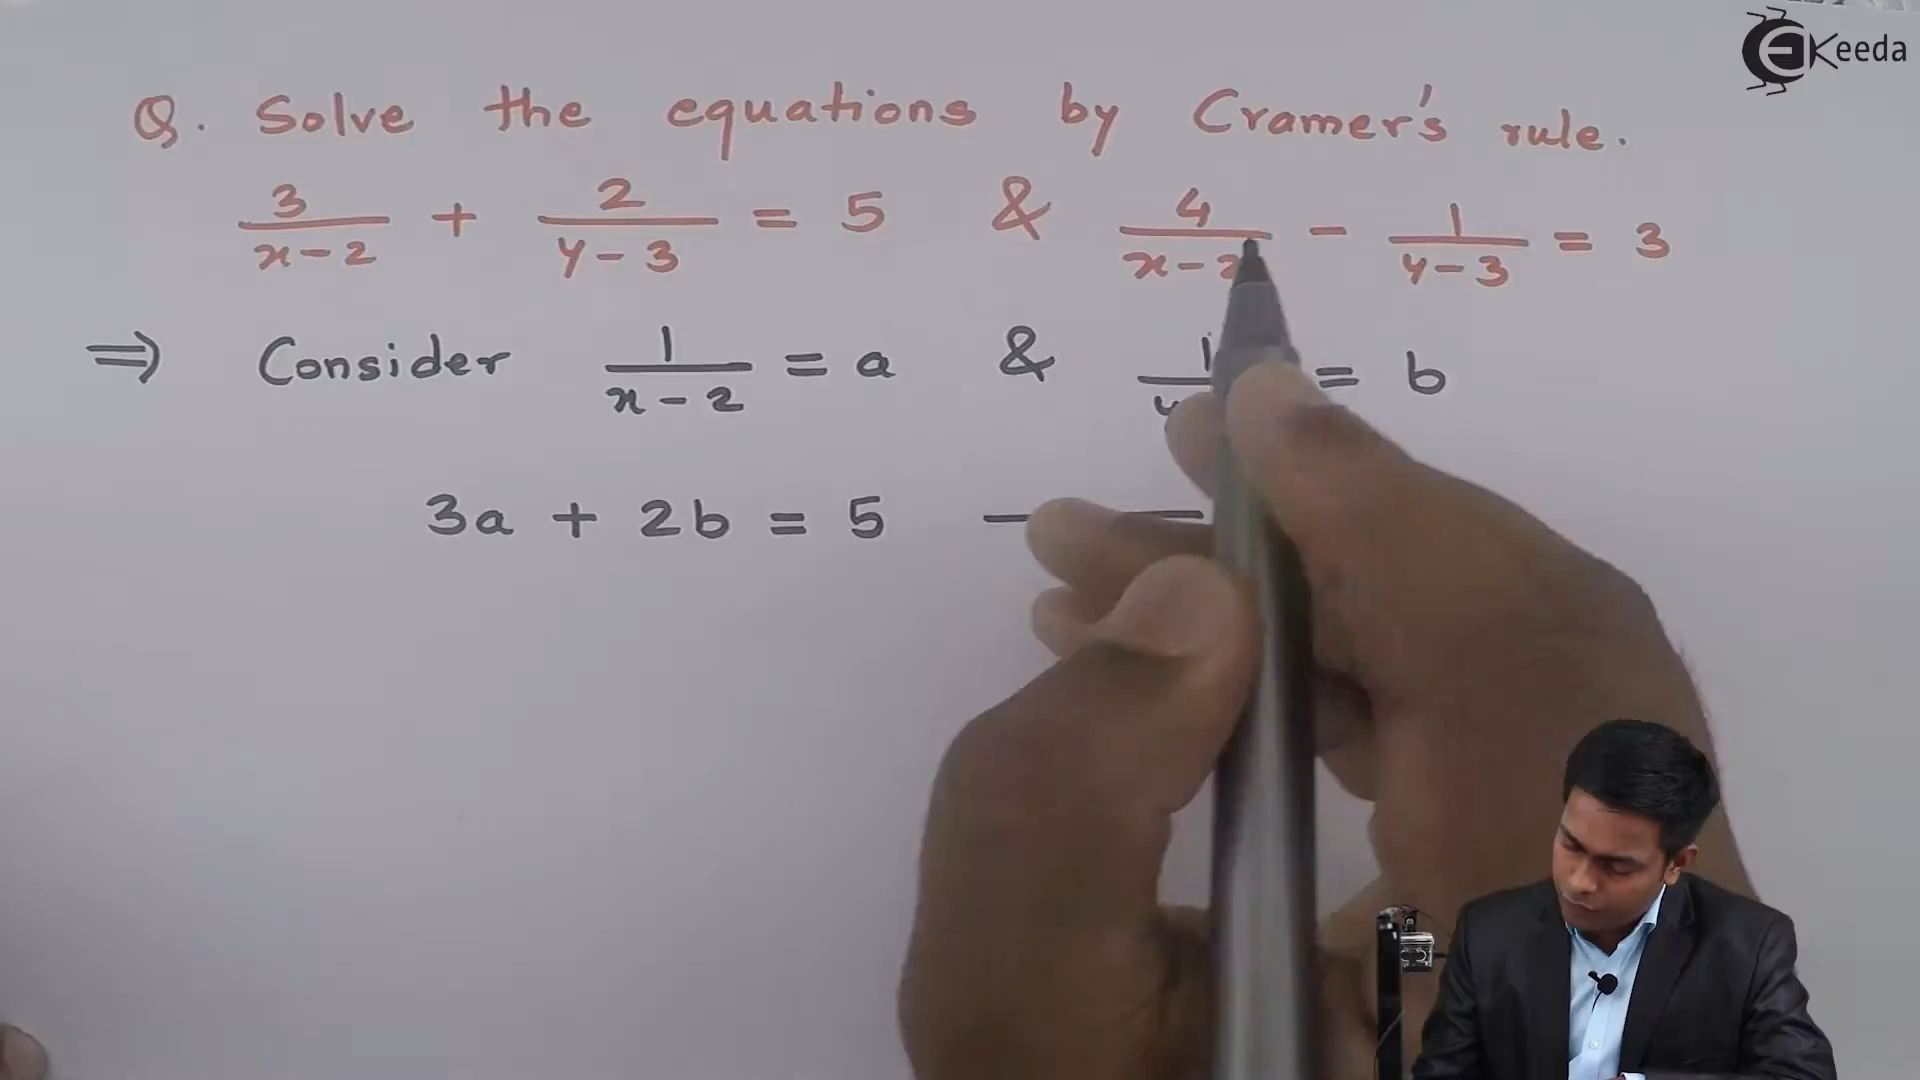 EKeeda
Q. Solve the equations by Cramer's rule.
3/(x-2) + 2/(y-3) = 5 & 4/(x-2) - 1/(y-3) = 3
⇒ Consider 1/(x-2) = a & 1/ = b
3a + 2b = 5